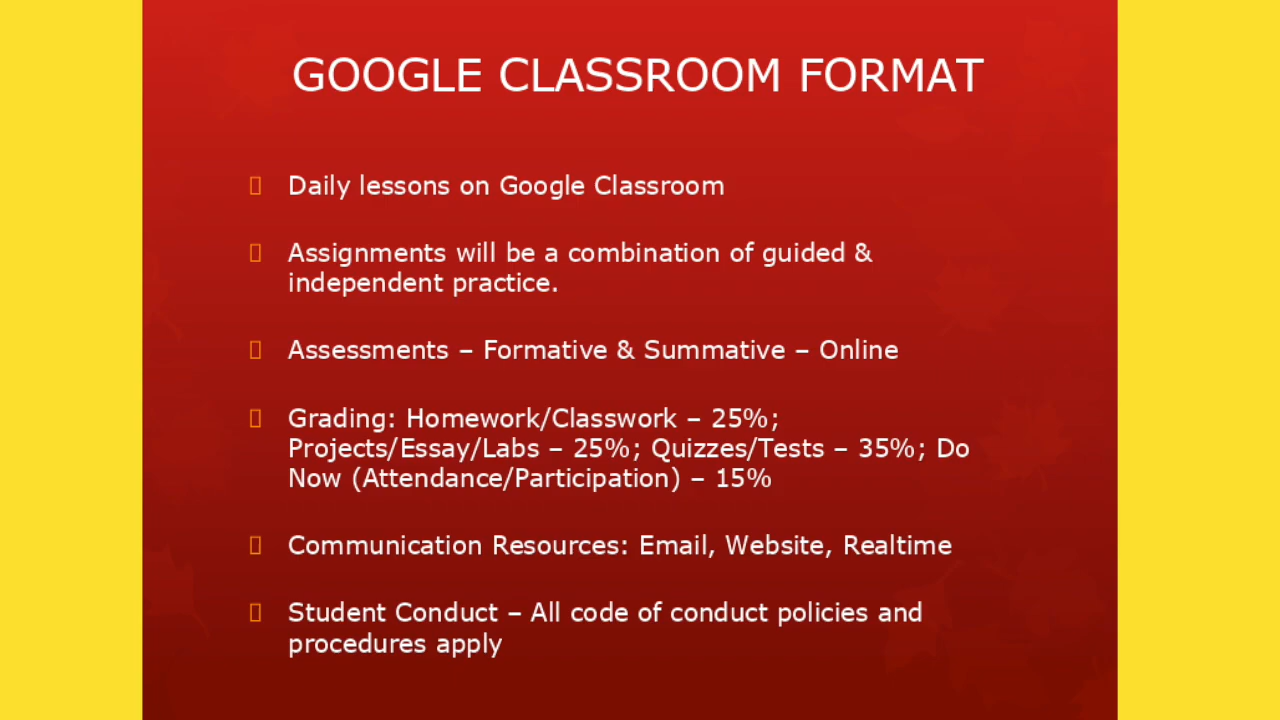 GOOGLE CLASSROOM FORMAT
Daily lessons on Google Classroom
Assignments will be a combination of guided &
independent practice.
Assessments – Formative & Summative – Online
Grading: Homework/Classwork – 25%;
Projects/Essay/Labs – 25%; Quizzes/Tests – 35%; Do
Now (Attendance/Participation) – 15%
Communication Resources: Email, Website, Realtime
Student Conduct – All code of conduct policies and
procedures apply